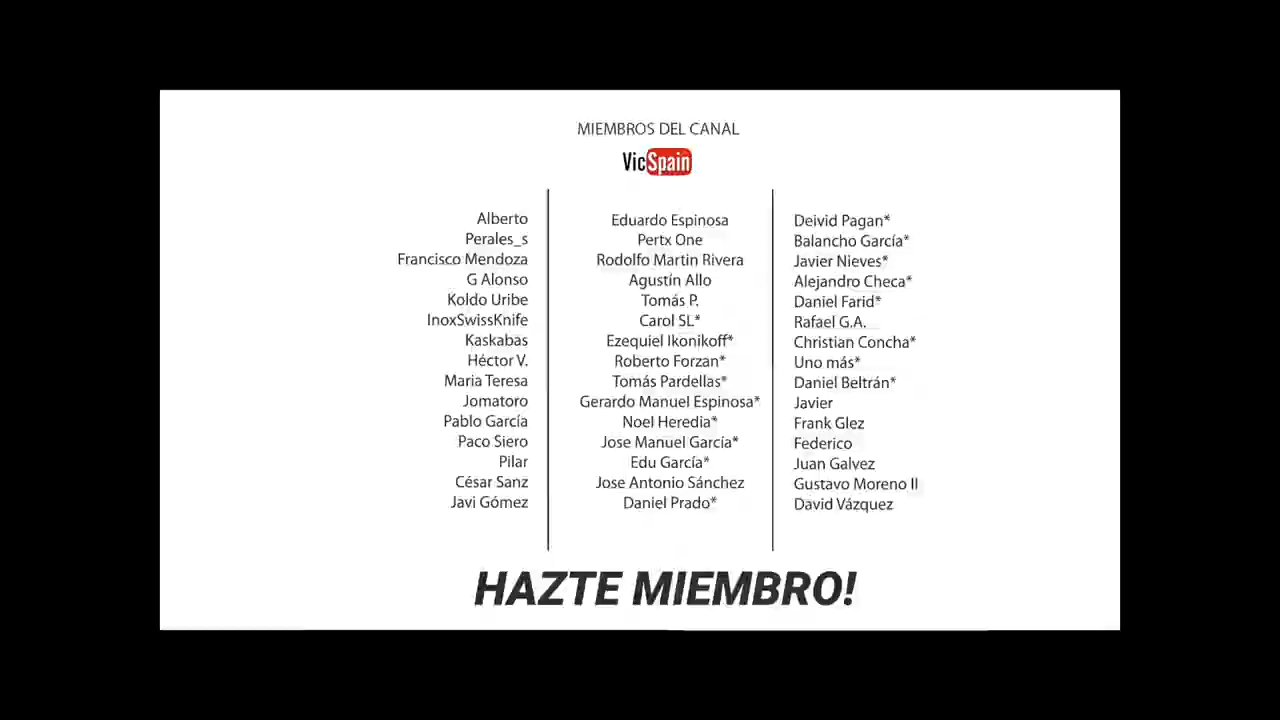 MIEMBROS DEL CANAL
VicSpain
Alberto
Perales_s
Francisco Mendoza
G Alonso
Koldo Uribe
InoxSwissKnife
Kaskabas
Héctor V.
Maria Teresa
Jomatoro
Pablo García
Paco Siero
Pilar
César Sanz
Javi Gómez
Eduardo Espinosa
Pertx One
Rodolfo Martin Rivera
Agustín Allo
Tomás P.
Carol SL*
Ezequiel Ikonikoff*
Roberto Forzan*
Tomás Pardellas*
Gerardo Manuel Espinosa*
Noel Heredia*
Jose Manuel García*
Edu García*
Jose Antonio Sánchez
Daniel Prado*
Deivid Pagan*
Balancho García*
Javier Nieves*
Alejandro Checa*
Daniel Farid*
Rafael G.A.
Christian Concha*
Uno más*
Daniel Beltrán*
Javier
Frank Glez
Federico
Juan Galvez
Gustavo Moreno II
David Vázquez
HAZTE MIEMBRO!